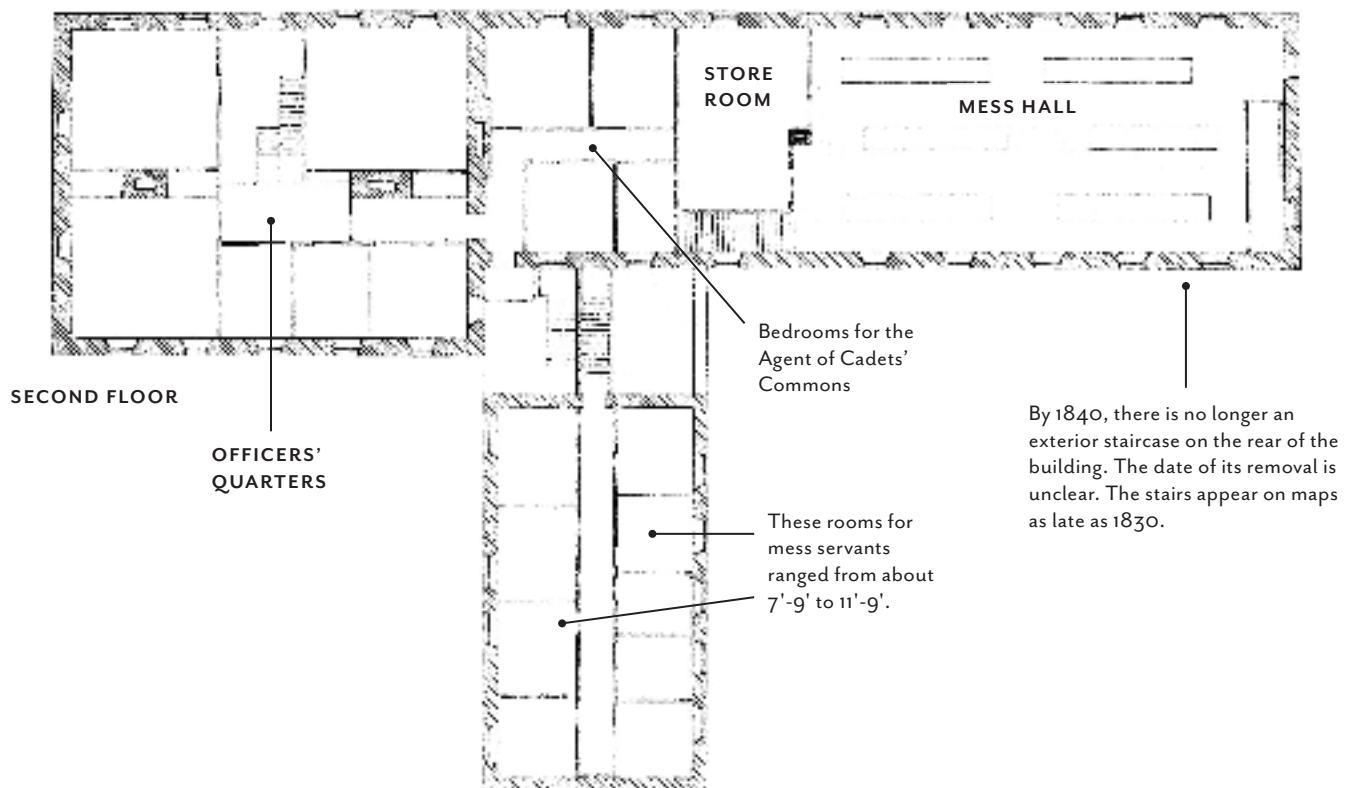 STORE
ROOM
MESS HALL
Bedrooms for the
Agent of Cadets’
Commons
SECOND FLOOR
OFFICERS’
QUARTERS
By 1840, there is no longer an
exterior staircase on the rear of the
building. The date of its removal is
unclear. The stairs appear on maps
as late as 1830.
These rooms for
mess servants
ranged from about
7'-9' to 11'-9'.